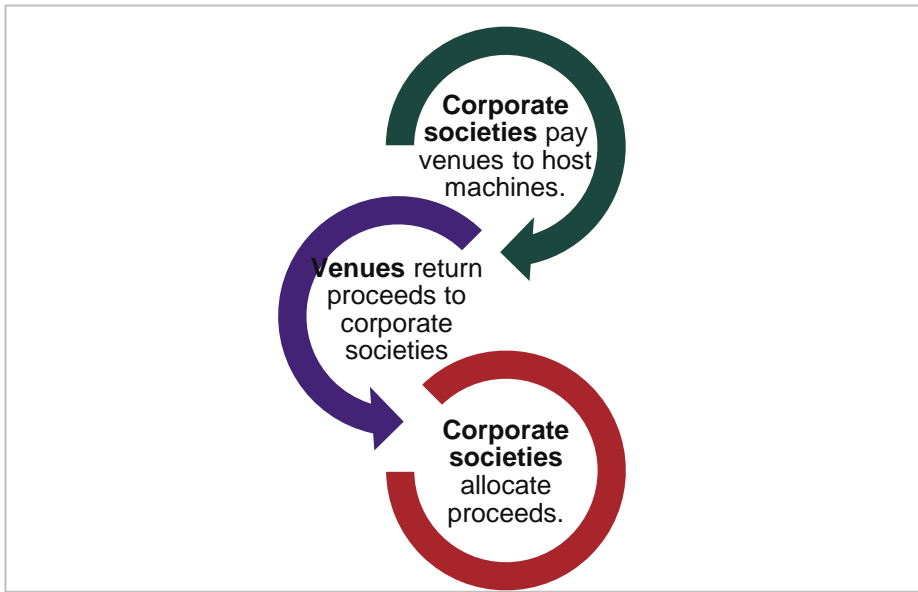 Corporate
societies pay
venues to host
machines.
Venues return
proceeds to
corporate
societies
Corporate
societies
allocate
proceeds.